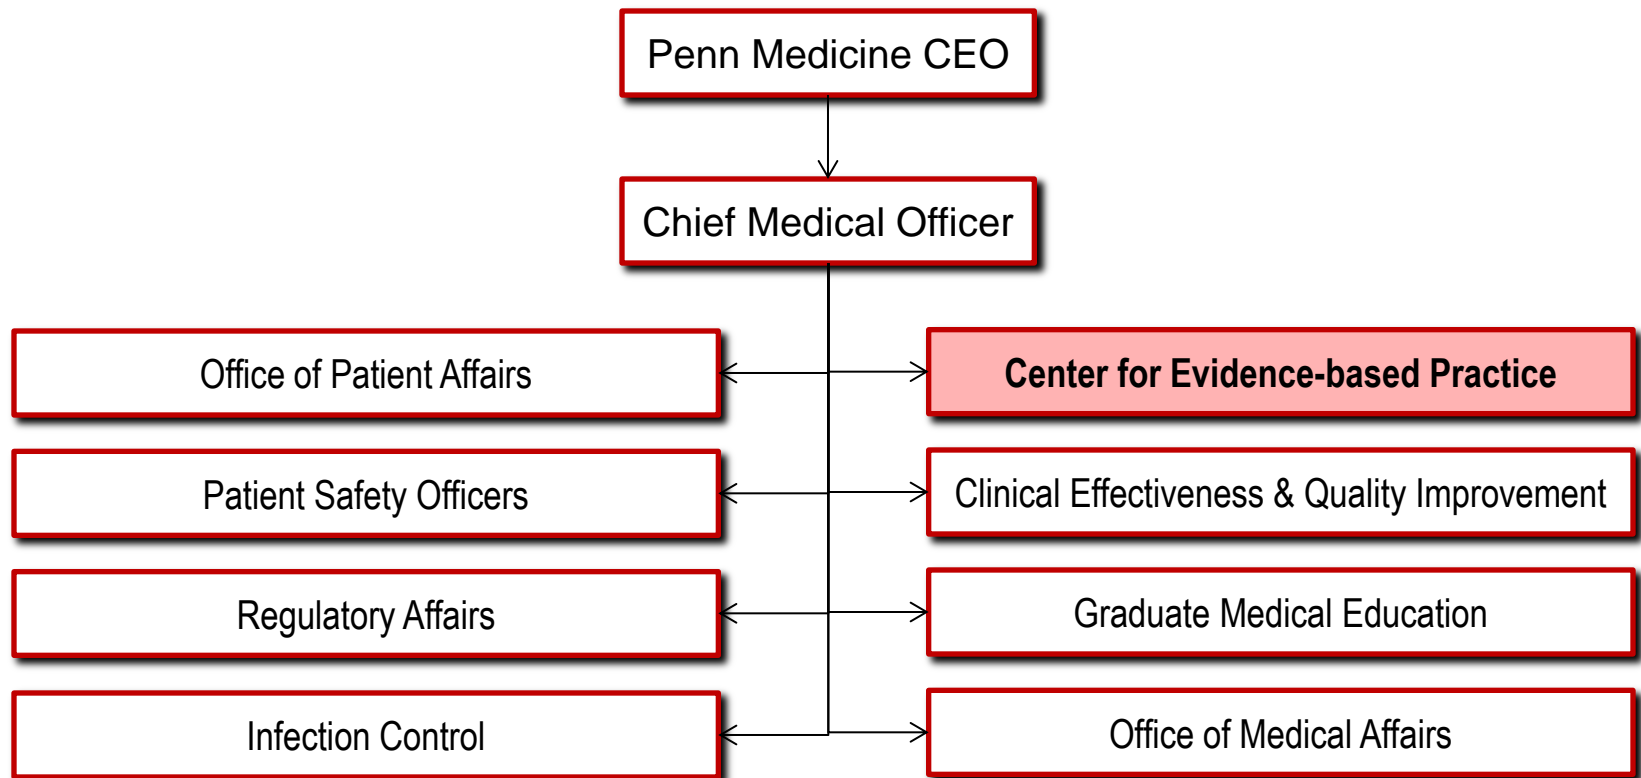 Penn Medicine CEO
Chief Medical Officer
Office of Patient Affairs
Center for Evidence-based Practice
Patient Safety Officers
Clinical Effectiveness & Quality Improvement
Regulatory Affairs
Graduate Medical Education
Infection Control
Office of Medical Affairs